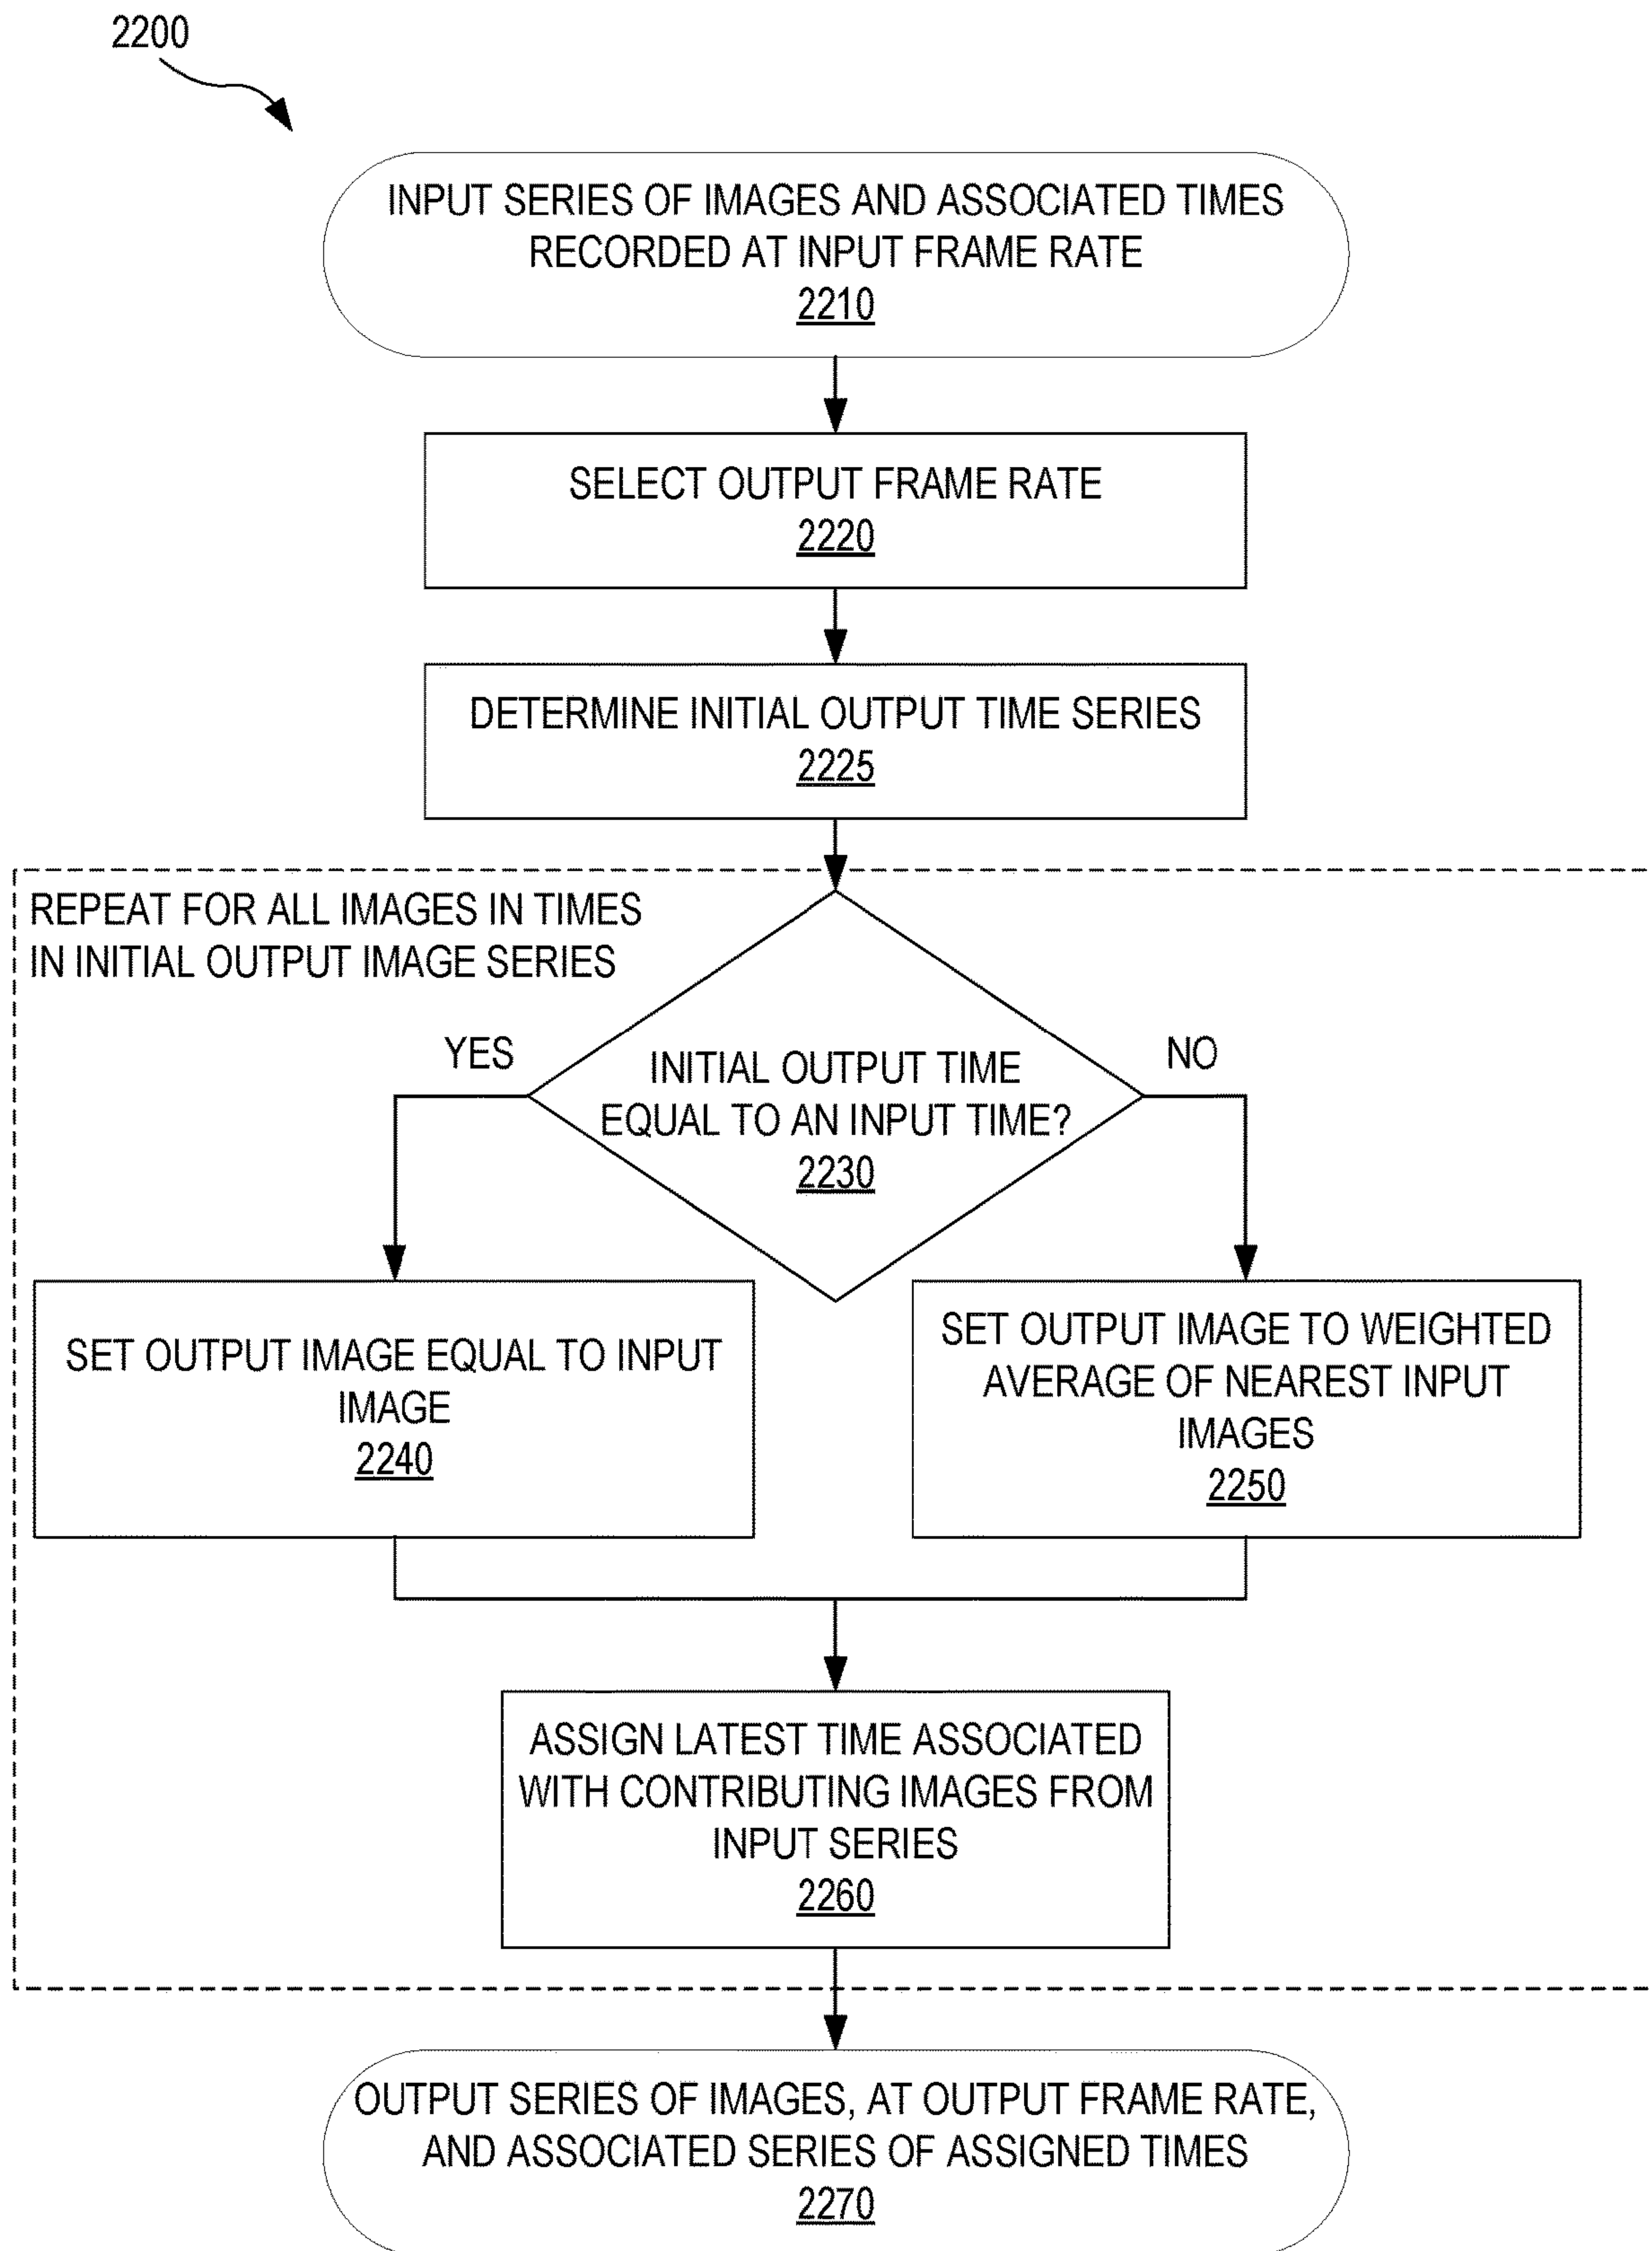 2200
INPUT SERIES OF IMAGES AND ASSOCIATED TIMES
RECORDED AT INPUT FRAME RATE
2210
SELECT OUTPUT FRAME RATE
2220
DETERMINE INITIAL OUTPUT TIME SERIES
2225
REPEAT FOR ALL IMAGES IN TIMES
IN INITIAL OUTPUT IMAGE SERIES
YES
NO
INITIAL OUTPUT TIME
EQUAL TO AN INPUT TIME?
2230
SET OUTPUT IMAGE EQUAL TO INPUT
IMAGE
2240
SET OUTPUT IMAGE TO WEIGHTED
AVERAGE OF NEAREST INPUT
IMAGES
2250
ASSIGN LATEST TIME ASSOCIATED
WITH CONTRIBUTING IMAGES FROM
INPUT SERIES
2260
OUTPUT SERIES OF IMAGES, AT OUTPUT FRAME RATE,
AND ASSOCIATED SERIES OF ASSIGNED TIMES
2270